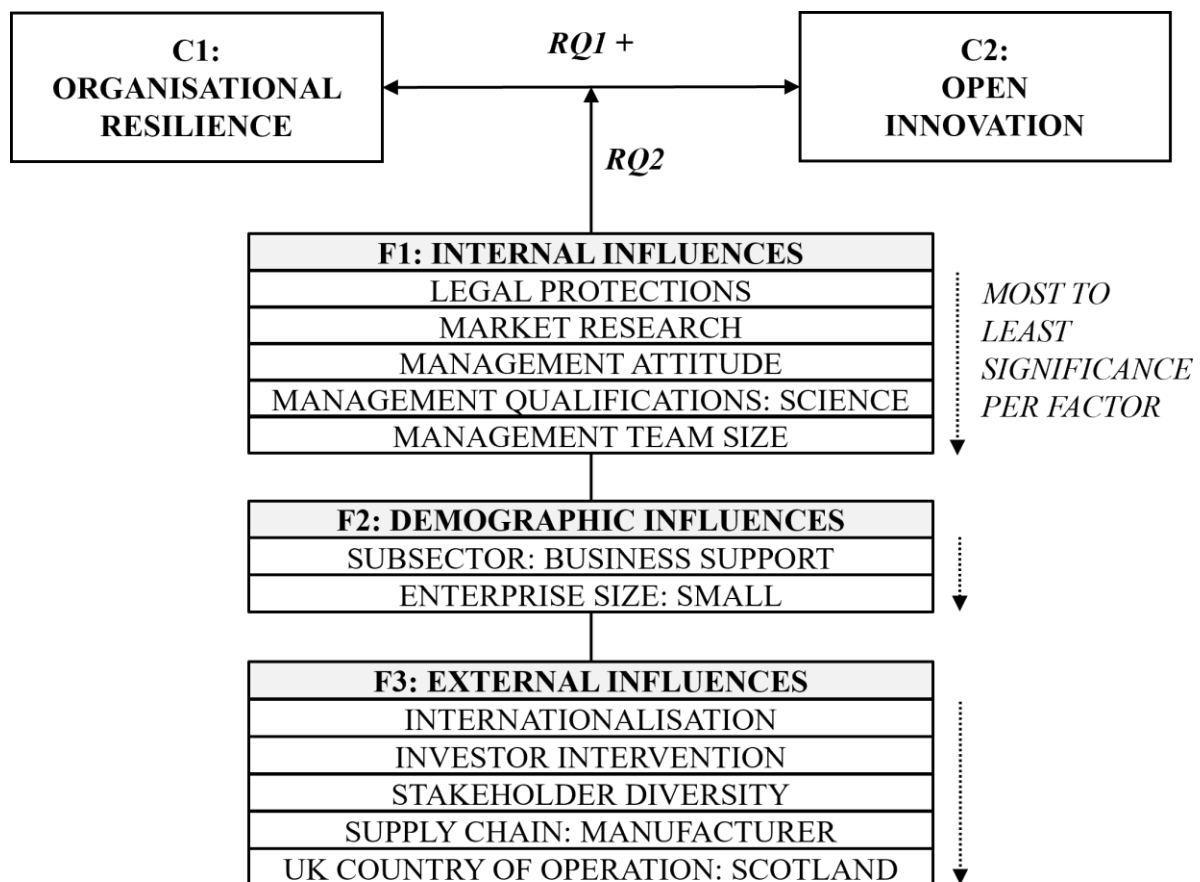 C1:
ORGANISATIONAL
RESILIENCE
RQ1 +
C2:
OPEN
INNOVATION
RQ2
F1: INTERNAL INFLUENCES
LEGAL PROTECTIONS
MARKET RESEARCH
MANAGEMENT ATTITUDE
MANAGEMENT QUALIFICATIONS: SCIENCE
MANAGEMENT TEAM SIZE
MOST TO
LEAST
SIGNIFICANCE
PER FACTOR
F2: DEMOGRAPHIC INFLUENCES
SUBSECTOR: BUSINESS SUPPORT
ENTERPRISE SIZE: SMALL
F3: EXTERNAL INFLUENCES
INTERNATIONALISATION
INVESTOR INTERVENTION
STAKEHOLDER DIVERSITY
SUPPLY CHAIN: MANUFACTURER
UK COUNTRY OF OPERATION: SCOTLAND